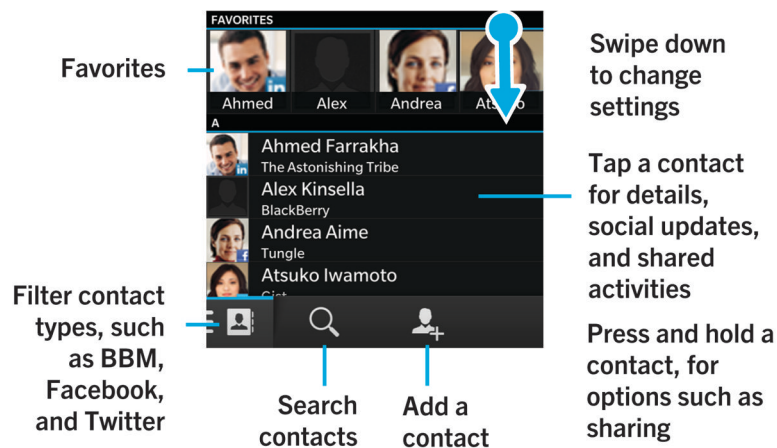 FAVORITES
Favorites
Ahmed
Alex
Andrea
Atsuko
Swipe down
to change
settings
A
Ahmed Farrakha
The Astonishing Tribe
Alex Kinsella
BlackBerry
Andrea Aime
Tungle
Atsuko Iwamoto
Gist
Tap a contact
for details,
social updates,
and shared
activities
Filter contact
types, such
as BBM,
Facebook,
and Twitter
Search
contacts
Add a
contact
Press and hold a
contact, for
options such as
sharing